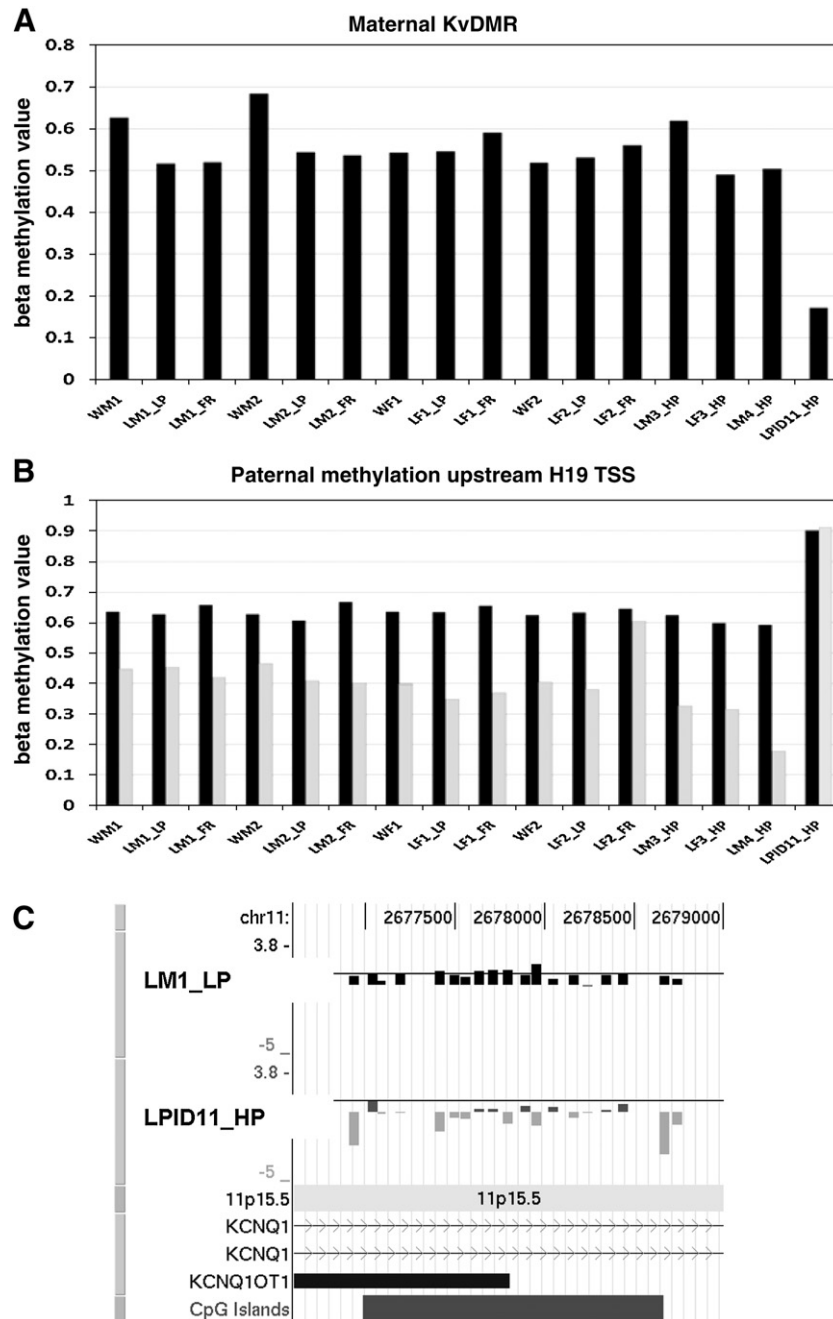 A
Maternal KvDMR
beta methylation value
0.8
0.7
0.6
0.5
0.4
0.3
0.2
0.1
0
WM1 LM1_LP LM1_FR WM2 LM2_LP LM2_FR WF1 LF1_LP LF1_FR WF2 LF2_LP LF2_FR LM3_HP LF3_HP LM4_HP LPID11_HP
B
Paternal methylation upstream H19 TSS
beta methylation value
1
0.9
0.8
0.7
0.6
0.5
0.4
0.3
0.2
0.1
0
WM1 LM1_LP LM1_FR WM2 LM2_LP LM2_FR WF1 LF1_LP LF1_FR WF2 LF2_LP LF2_FR LM3_HP LF3_HP LM4_HP LPID11_HP
C
chr11: 2677500 2678000 2678500 2679000
3.8 -
LM1_LP
-5 _
3.8 -
LPID11_HP
-5 _
11p15.5 11p15.5
KCNQ1
KCNQ1
KCNQ1OT1
CpG Islands